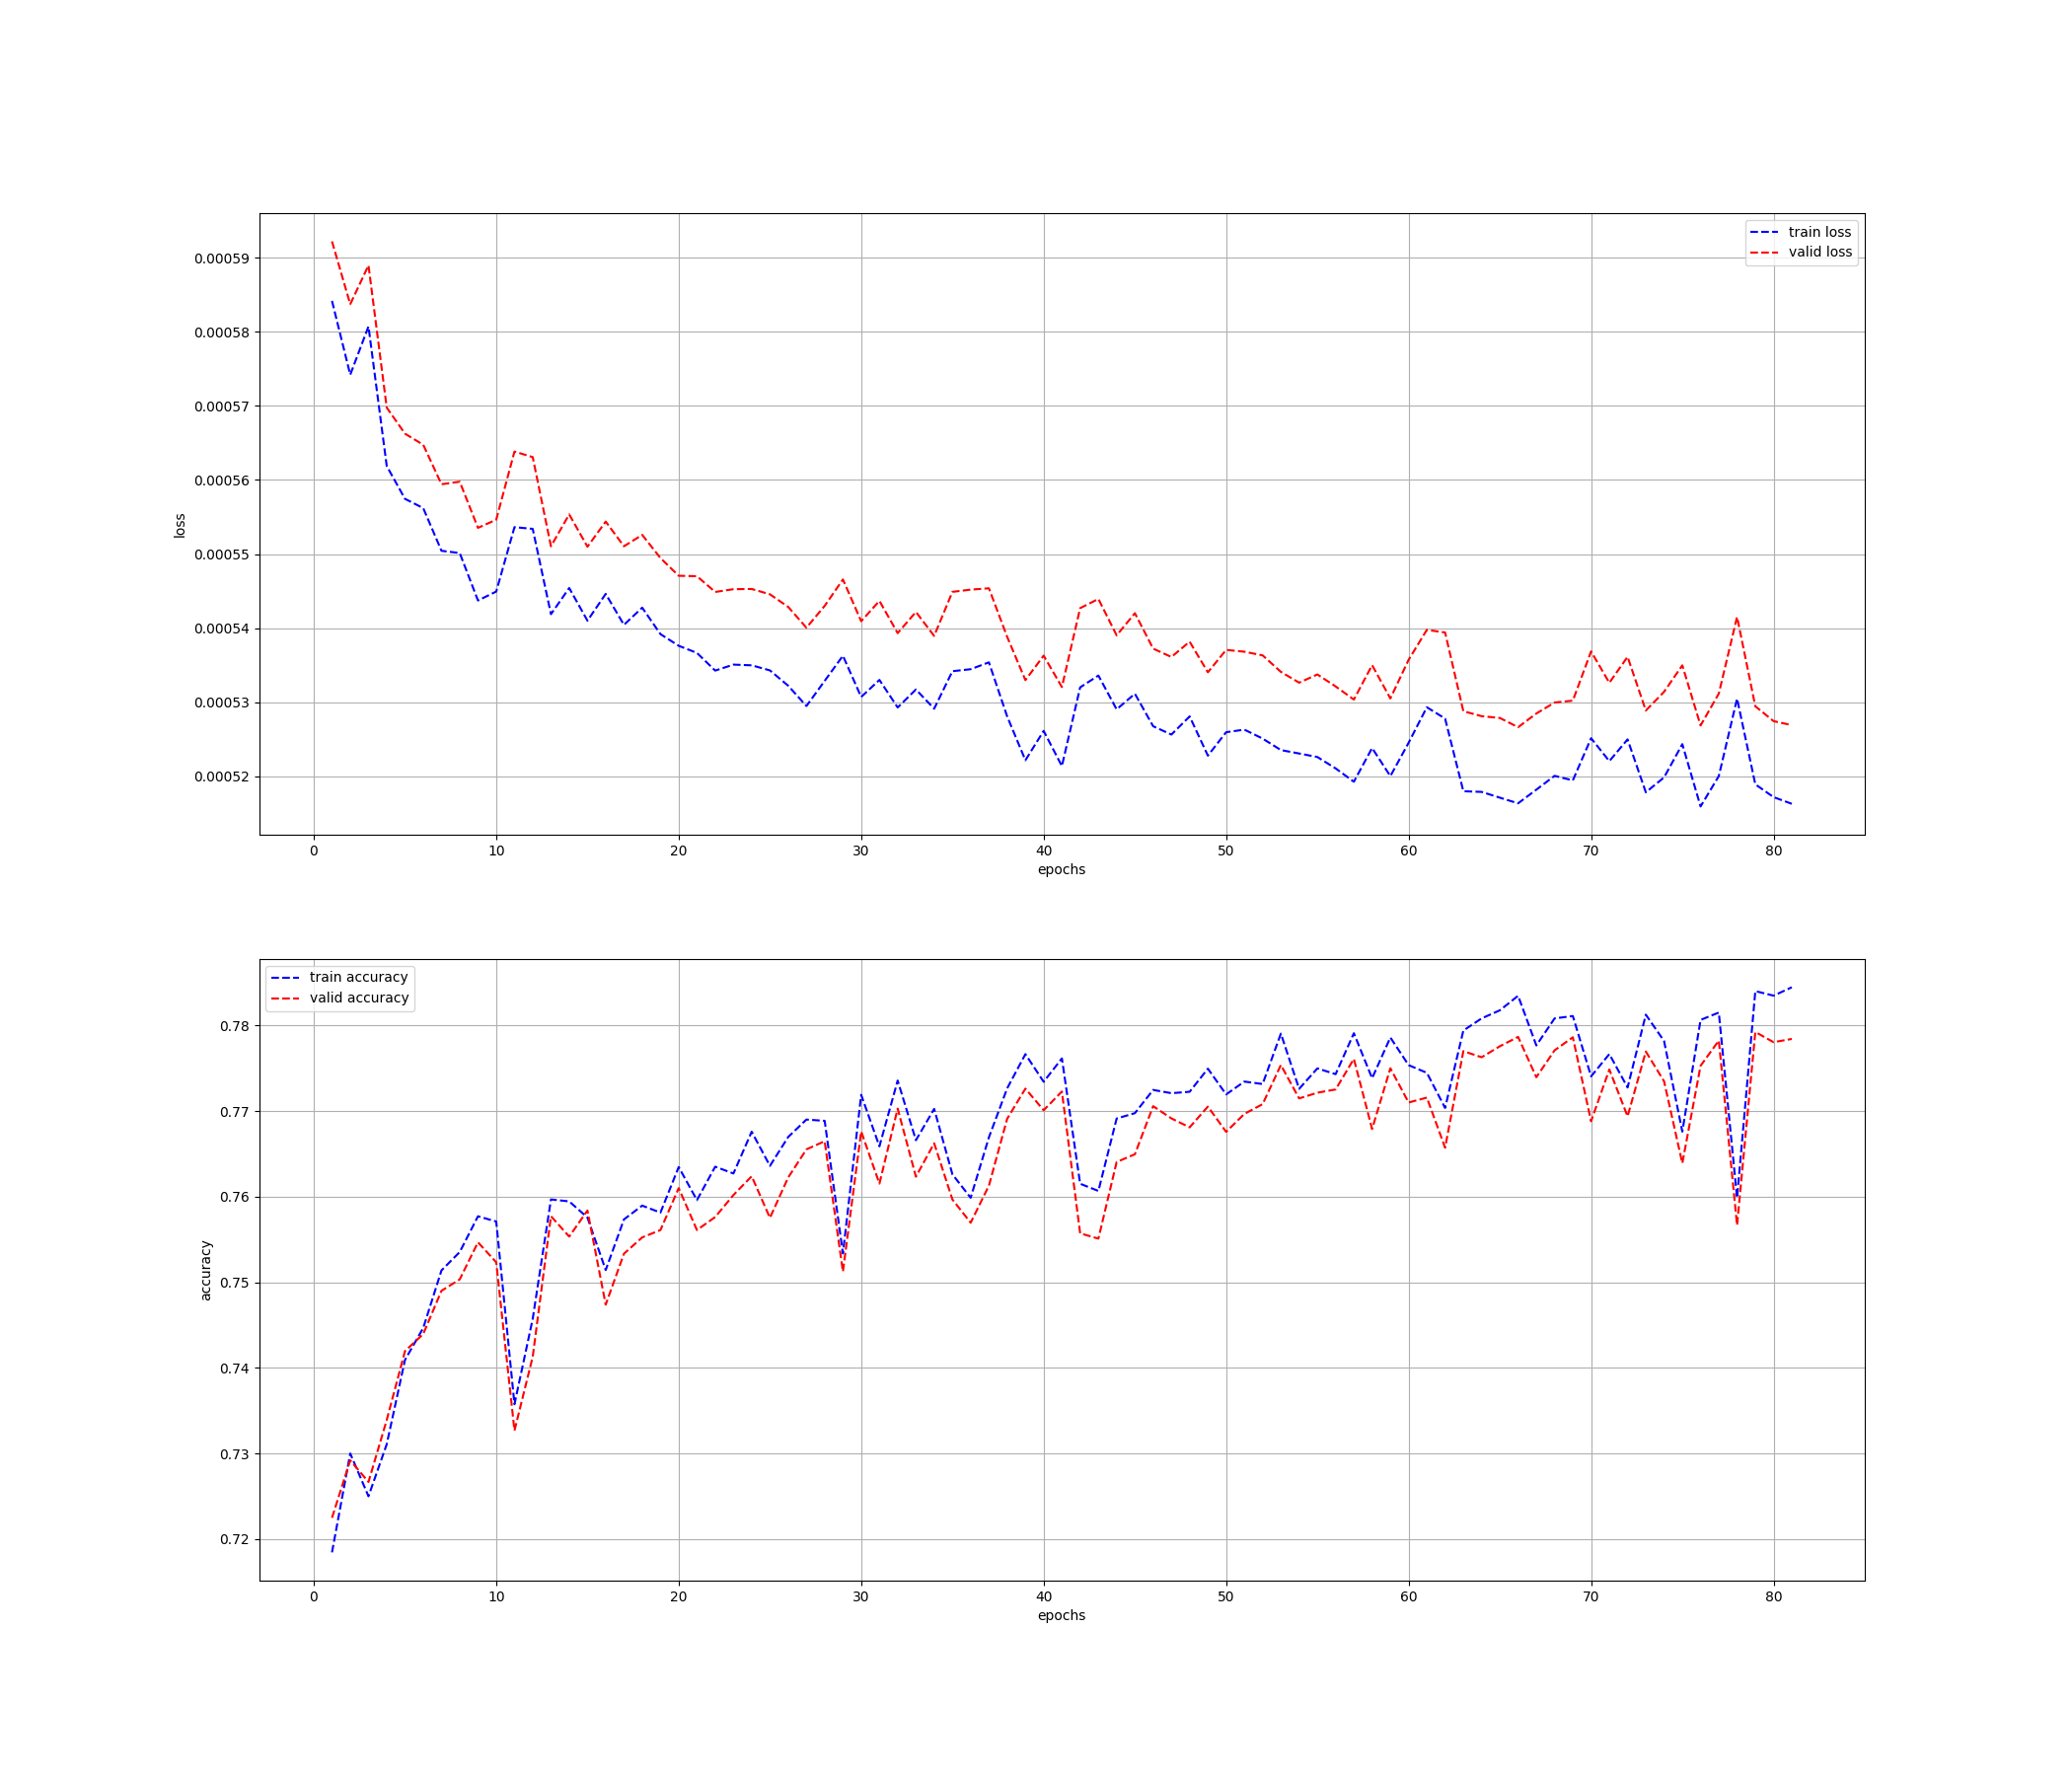 train loss
valid loss
0.00059
0.00058
0.00057
0.00056
0.00055
0.00054
0.00053
0.00052
loss
0 10 20 30 40 50 60 70 80
epochs
train accuracy
valid accuracy
0.78
0.77
0.76
0.75
0.74
0.73
0.72
accuracy
0 10 20 30 40 50 60 70 80
epochs